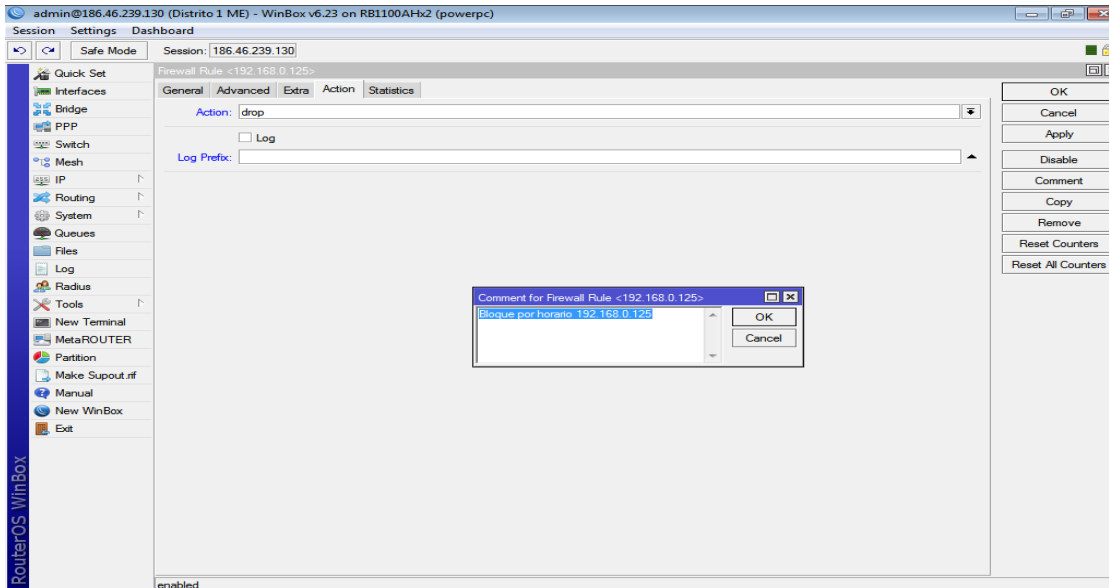 admin@186.46.239.130 (Distrito 1 ME) - WinBox v6.23 on RB1100AHx2 (powerpc)
Session Settings Dashboard
Safe Mode Session: 186.46.239.130
Quick Set
Interfaces
Bridge
PPP
Switch
Mesh
IP
Routing
System
Queues
Files
Log
Radius
Tools
New Terminal
MetaROUTER
Partition
Make Supout.rif
Manual
New WinBox
Exit
RouterOS WinBox
Firewall Rule <192.168.0.125>
General Advanced Extra Action Statistics
Action: drop
Log
Log Prefix:
OK
Cancel
Apply
Disable
Comment
Copy
Remove
Reset Counters
Reset All Counters
Comment for Firewall Rule <192.168.0.125>
Bloque por horario 192.168.0.125
OK
Cancel
enabled